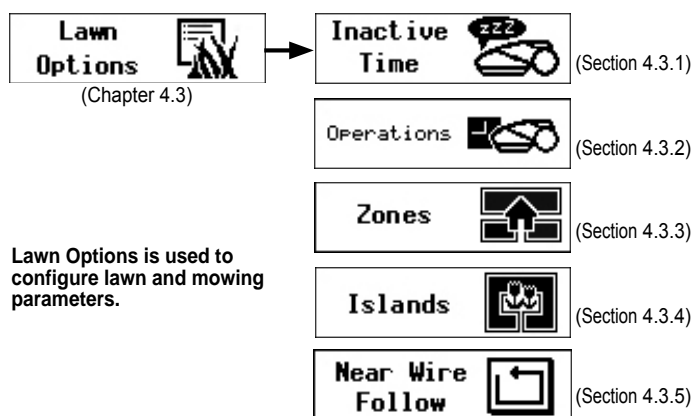 Lawn
Options
(Chapter 4.3)
Lawn Options is used to
configure lawn and mowing
parameters.
Inactive
Time
zzz
(Section 4.3.1)
Operations
(Section 4.3.2)
Zones
(Section 4.3.3)
Islands
(Section 4.3.4)
Near Wire
Follow
(Section 4.3.5)